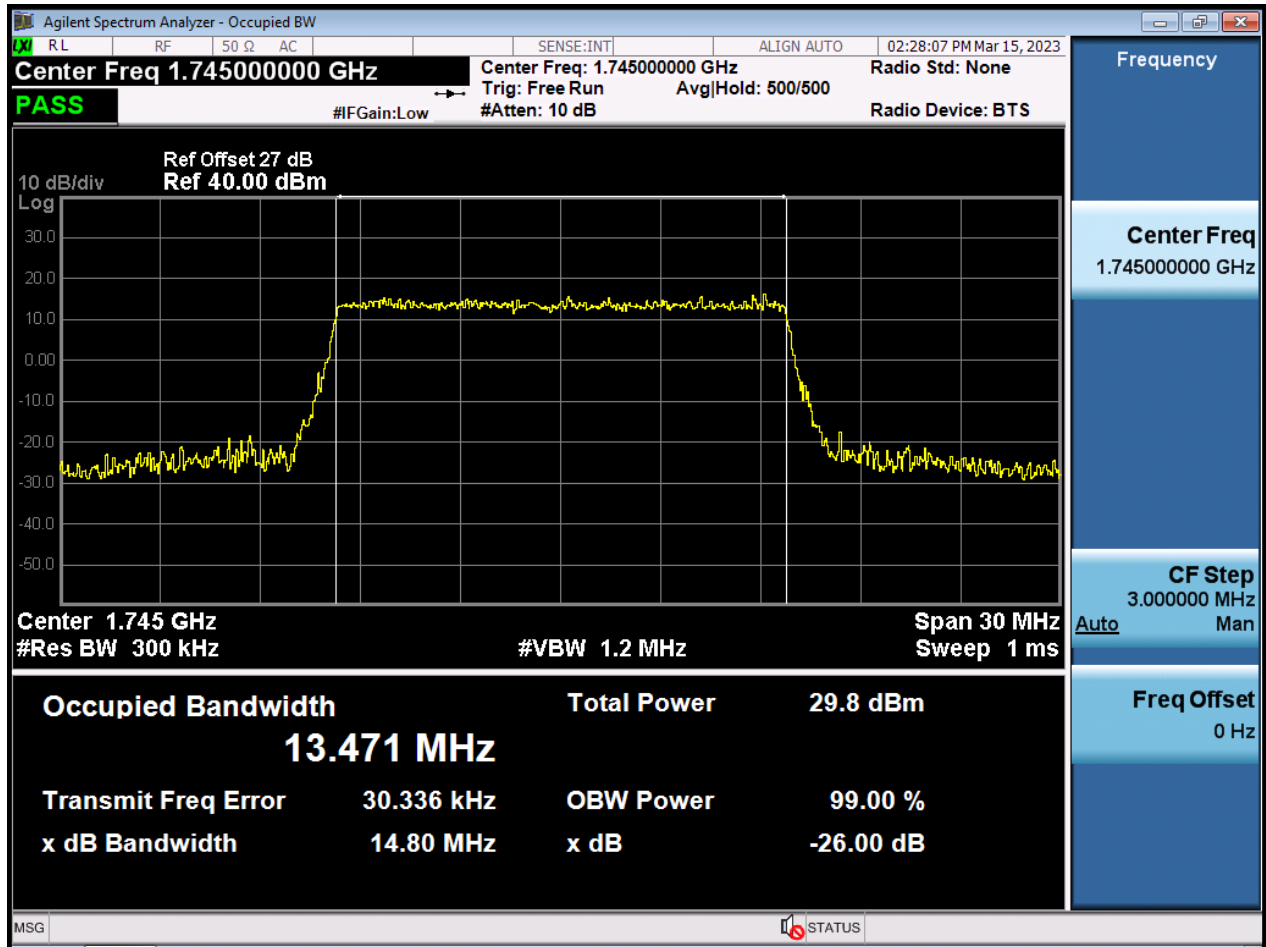 Agilent Spectrum Analyzer - Occupied BW
LXI RL RF 50 Ω AC SENSE:INT ALIGN AUTO 02:28:07 PM Mar 15, 2023
Center Freq 1.745000000 GHz
PASS
#IFGain:Low
Center Freq: 1.745000000 GHz
Trig: Free Run Avg|Hold: 500/500
#Atten: 10 dB
Radio Std: None
Radio Device: BTS
Ref Offset 27 dB
10 dB/div Ref 40.00 dBm
Log
30.0
20.0
10.0
0.00
-10.0
-20.0
-30.0
-40.0
-50.0
Center 1.745 GHz Span 30 MHz
#Res BW 300 kHz #VBW 1.2 MHz Sweep 1 ms
Occupied Bandwidth Total Power 29.8 dBm
13.471 MHz
Transmit Freq Error 30.336 kHz OBW Power 99.00 %
x dB Bandwidth 14.80 MHz x dB -26.00 dB
Frequency
Center Freq
1.745000000 GHz
CF Step
3.000000 MHz
Auto Man
Freq Offset
0 Hz
MSG STATUS